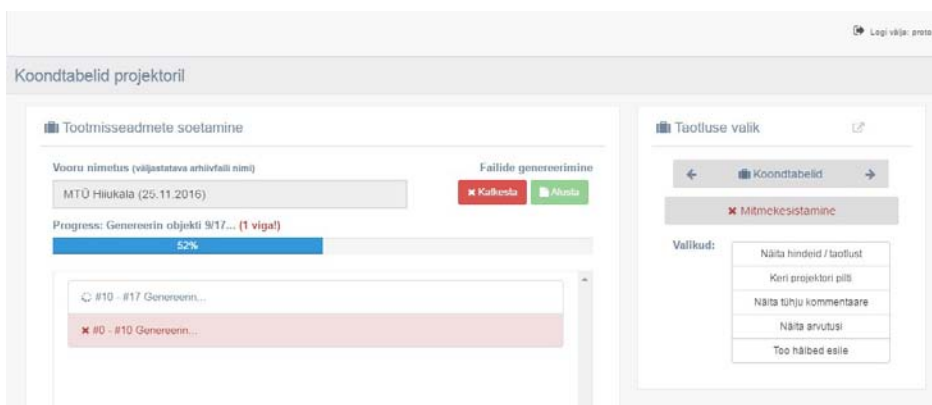 Logi välja: proto
Koondtabelid projektoril
Tootmisseadmete soetamine
Vooru nimetus (väljastatava arhiivfaili nimi)
Failide genereerimine
MTÜ Hiiukala (25.11.2016)
Katkesta
Alusta
Progress: Genereerin objekti 9/17... (1 viga!)
52%
#10 - #17 Genereerin...
#0 - #10 Genereerin...
Taotluse valik
Koondtabelid
Mitmekesistamine
Valikud:
Näita hindeid / taotlust
Keri projektori pilti
Näita tühju kommentaare
Näita arvutusi
Too hälbed esile